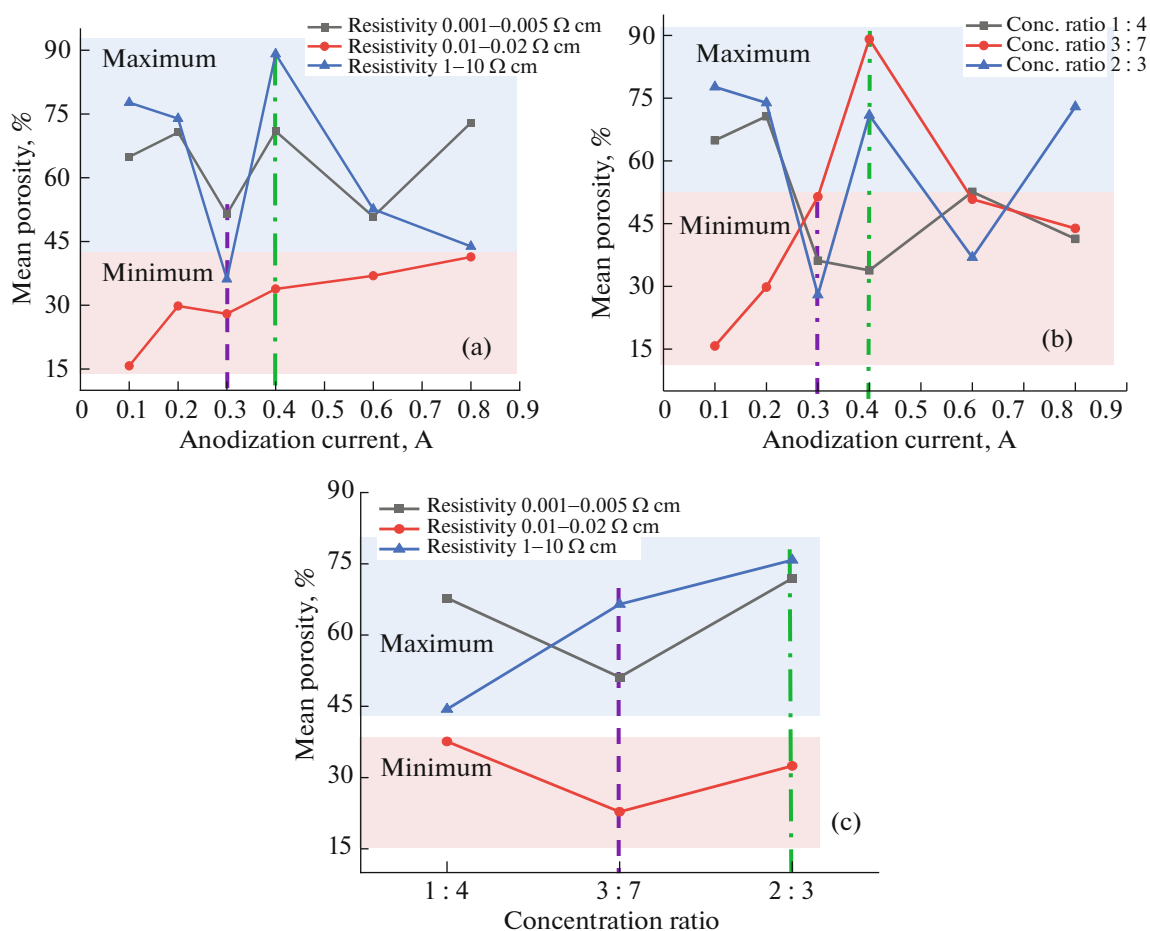 Resistivity 0.001–0.005 Ω cm
Resistivity 0.01–0.02 Ω cm
Resistivity 1–10 Ω cm
Maximum
Minimum
(a)
Mean porosity, %
90
75
60
45
30
15
0 0.1 0.2 0.3 0.4 0.5 0.6 0.7 0.8 0.9
Anodization current, A
Conc. ratio 1 : 4
Conc. ratio 3 : 7
Conc. ratio 2 : 3
Maximum
Minimum
(b)
Mean porosity, %
90
75
60
45
30
15
0 0.1 0.2 0.3 0.4 0.5 0.6 0.7 0.8 0.9
Anodization current, A
Resistivity 0.001–0.005 Ω cm
Resistivity 0.01–0.02 Ω cm
Resistivity 1–10 Ω cm
Maximum
Minimum
(c)
Mean porosity, %
90
75
60
45
30
15
1 : 4 3 : 7 2 : 3
Concentration ratio